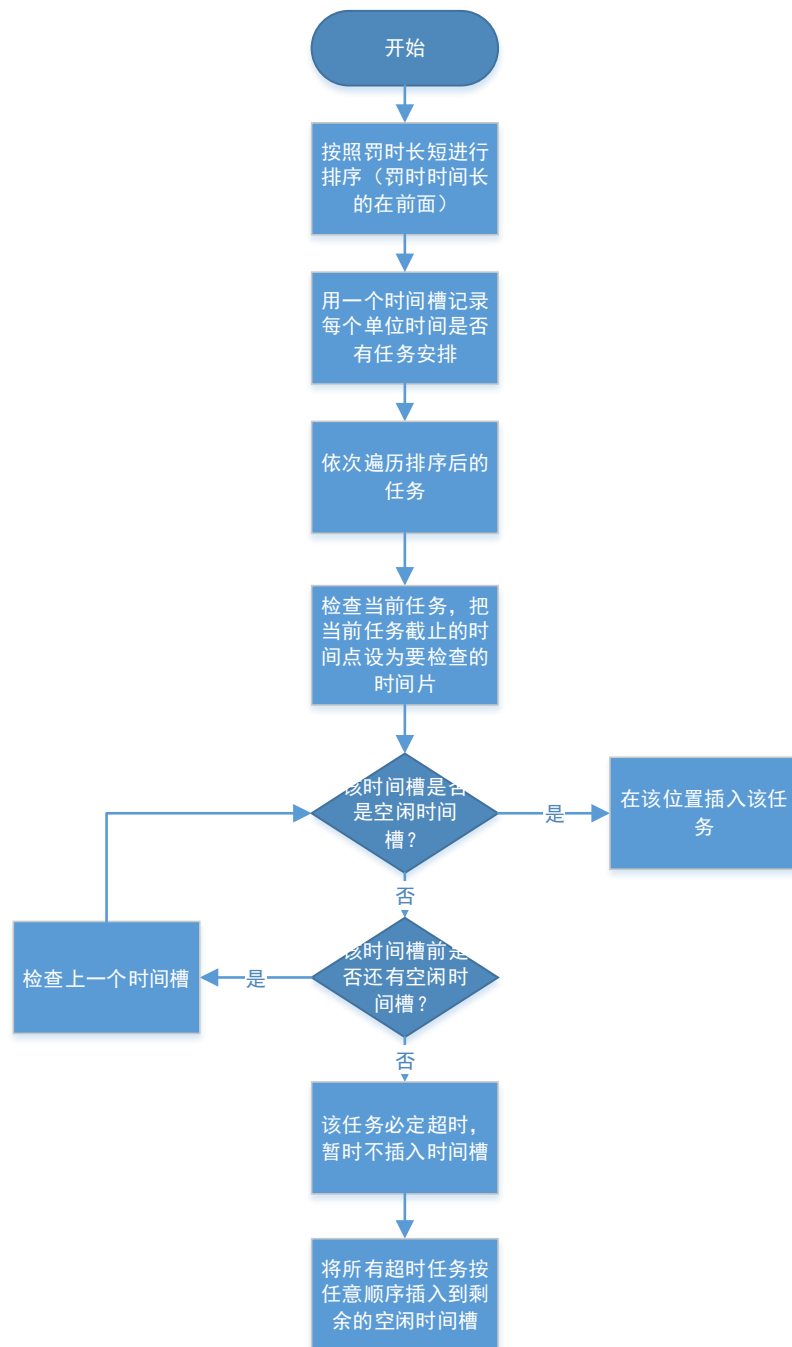 开始
按照罚时长短进行
排序（罚时时间长
的在前面）
用一个时间槽记录
每个单位时间是否
有任务安排
依次遍历排序后的
任务
检查当前任务，把
当前任务截止的时
间点设为要检查的
时间片
该时间槽是否
是空闲时间
槽？
是
在该位置插入该任
务
否
该时间槽前是
否还有空闲时
间槽？
是
检查上一个时间槽
否
该任务必定超时，
暂时不插入时间槽
将所有超时任务按
任意顺序插入到剩
余的空闲时间槽